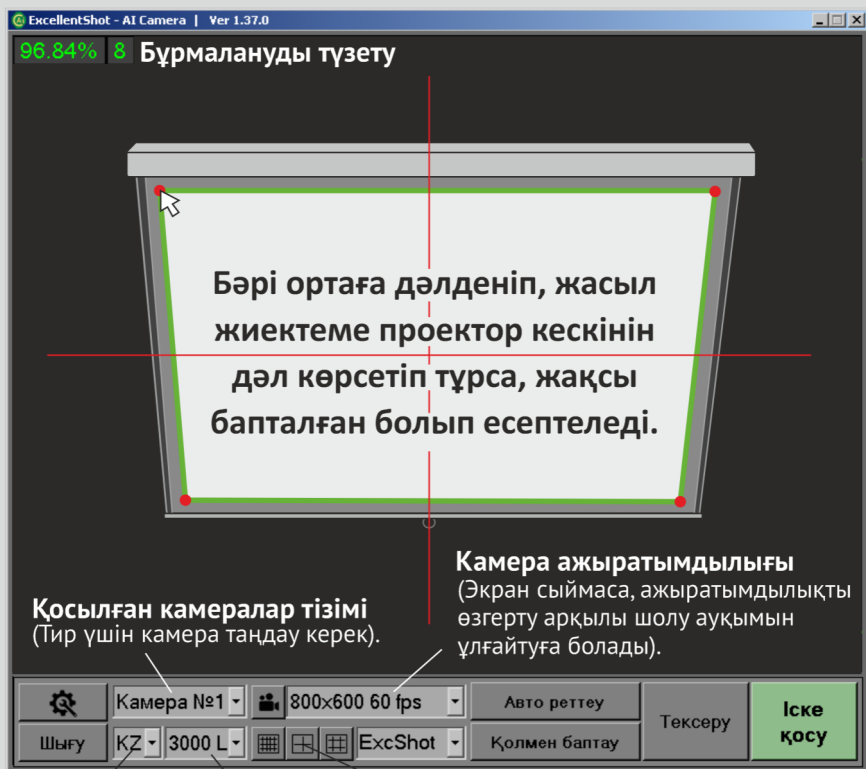 ExcellentShot - AI Camera | Ver 1.37.0
96.84% 8 Бұрмалануды түзету
Бәрі ортаға дәлденіп, жасыл
жиектеме проектор кескінін
дәл көрсетіп тұрса, жақсы
бапталған болып есептеледі.
Камера ажыратымдылығы
(Экран сыймаса, ажыратымдылықты
өзгерту арқылы шолу ауқымын
ұлғайтуға болады).
Қосылған камералар тізімі
(Тир үшін камера таңдау керек).
Камера №1 800x600 60 fps Авто реттеу Тексеру Іске қосу
Шығу KZ 3000 L ExcShot Қолмен баптау